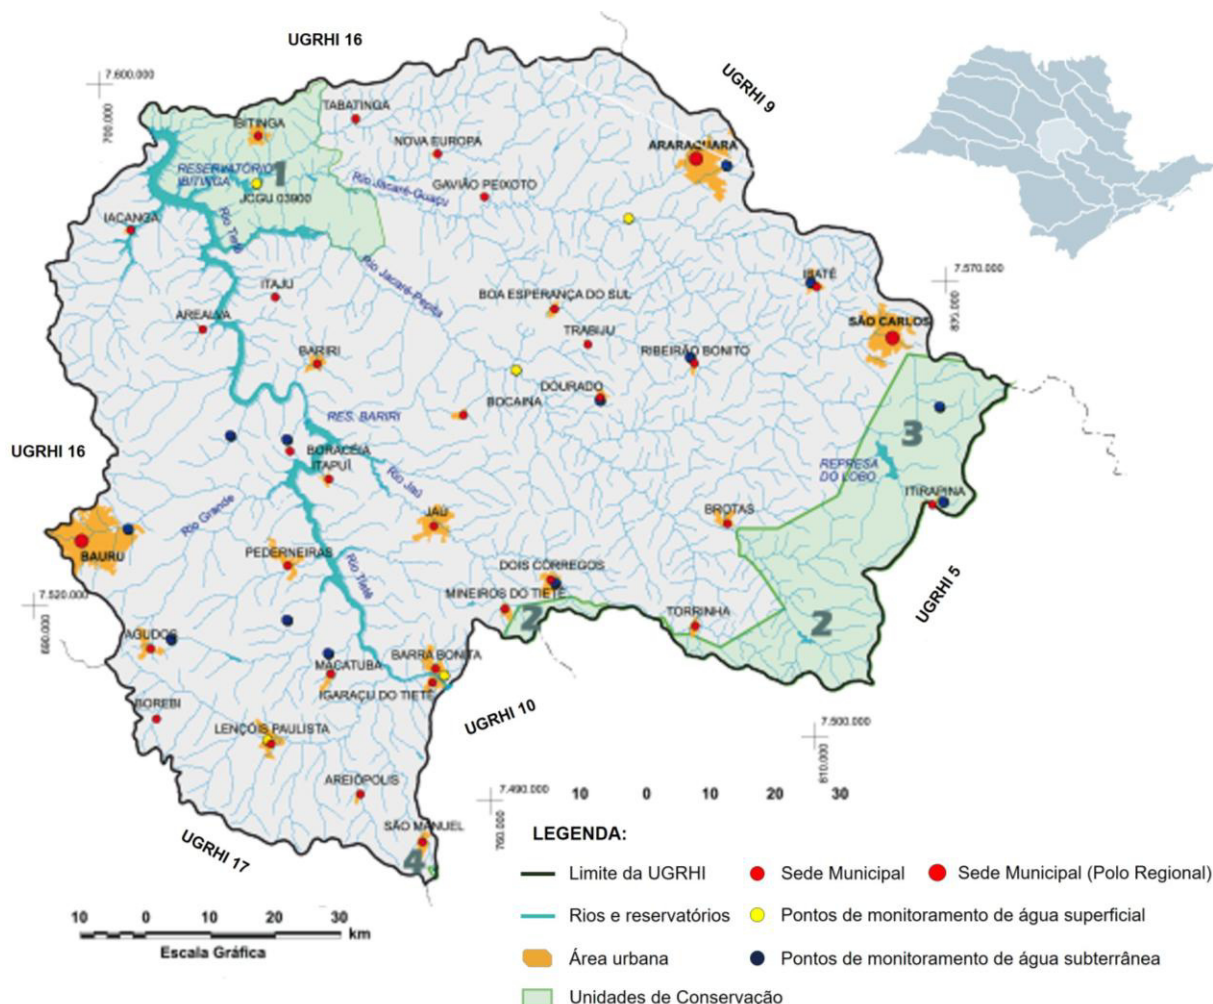 UGRHI 16
7.600.000
700.000
TABATINGA
UGRHI 9
IBITINGA
NOVA EUROPA
ARARAQUARA
RESERVATÓRIO
IBITINGA
1
JCGU 03900
Rio Jacaré-Guaçu
GAVIÃO PEIXOTO
IACANGA
Rio Tietê
Rio Jacaré-Pepita
ITAJU
IBATÉ
7.570.000
BOA ESPERANÇA DO SUL
AREALVA
TRABIJU
SÃO CARLOS
BARIRI
RIBEIRÃO BONITO
DOURADO
BOCAINA
RES. BARIRI
3
UGRHI 16
BORACÉIA
ITAPUÍ
REPRESA
DO LOBO
Rio Jaú
ITIRAPINA
Rio Grande
JAÚ
BROTAS
BAURU
PEDERNEIRAS
Rio Tietê
DOIS CÓRREGOS
MINEIROS DO TIETÊ
UGRHI 5
7.520.000
690.000
2
TORRINHA
2
AGUDOS
MACATUBA
BARRA BONITA
IGARAÇU DO TIETÊ
BOREBI
UGRHI 10
LENÇÓIS PAULISTA
7.500.000
810.000
AREIÓPOLIS
7.490.000
760.000
10 0 10 20 30
SÃO MANUEL
UGRHI 17
4
LEGENDA:
Limite da UGRHI
Sede Municipal
Sede Municipal (Polo Regional)
Rios e reservatórios
Pontos de monitoramento de água superficial
Área urbana
Pontos de monitoramento de água subterrânea
Unidades de Conservação
10 0 10 20 30 km
Escala Gráfica